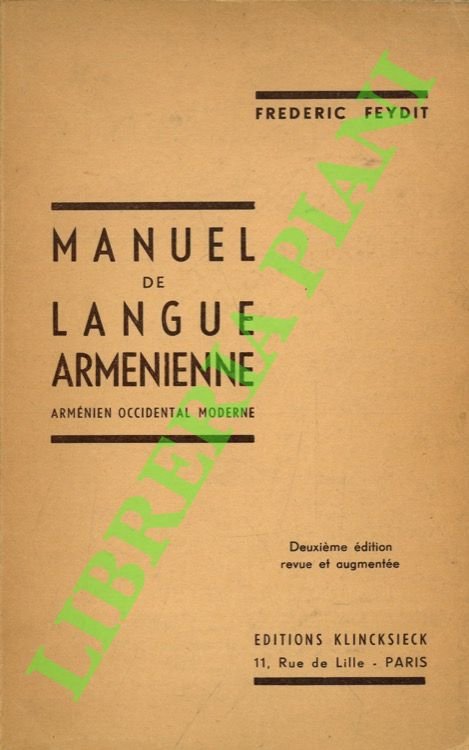 FREDERIC FEYDIT
MANUEL
DE
LANGUE
ARMENIENNE
ARMÉNIEN OCCIDENTAL MODERNE
Deuxième édition
revue et augmentée
EDITIONS KLINCKSIECK
11, Rue de Lille - PARIS
LIBRERIA PIANI